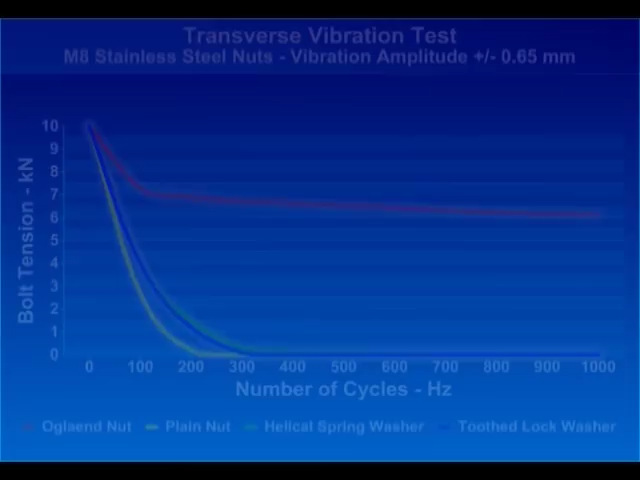 Transverse Vibration Test
M8 Stainless Steel Nuts - Vibration Amplitude +/- 0.65 mm
Bolt Tension - kN
10
9
8
7
6
5
4
3
2
1
0
0 100 200 300 400 500 600 700 800 900 1000
Number of Cycles - Hz
Oglaend Nut Plain Nut Helical Spring Washer Toothed Lock Washer